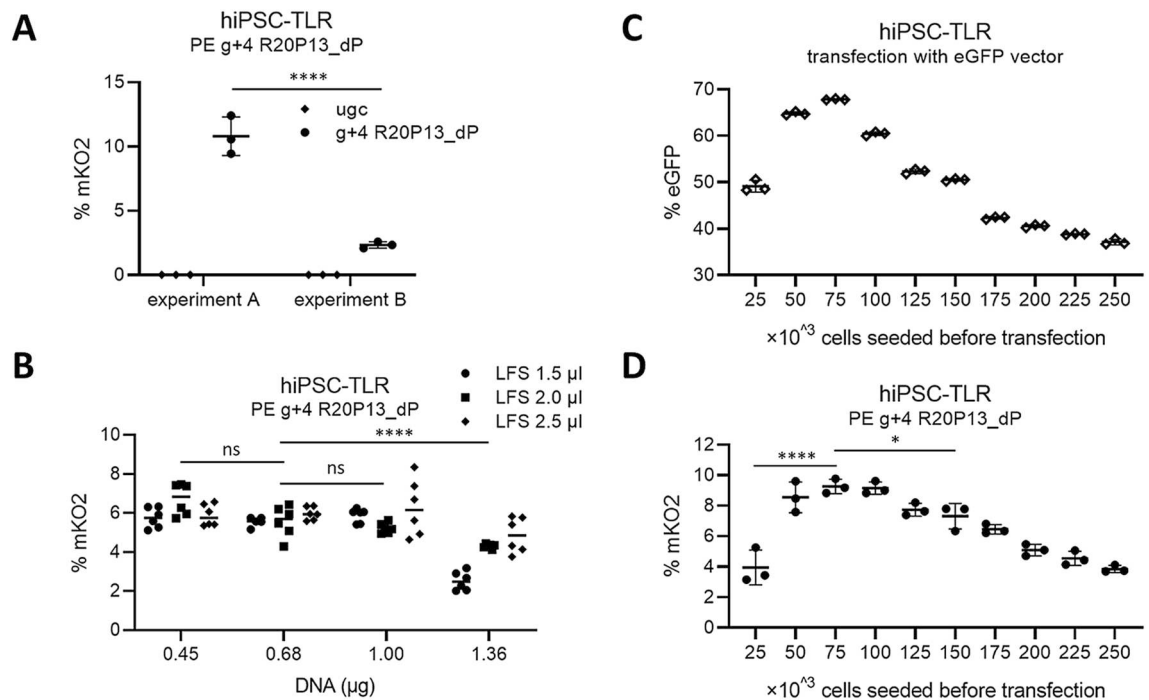 A
hiPSC-TLR
PE g+4 R20P13_dP
% mKO2
15
10
5
0
****
ugc
g+4 R20P13_dP
experiment A experiment B
B
hiPSC-TLR
PE g+4 R20P13_dP
LFS 1.5 µl
LFS 2.0 µl
LFS 2.5 µl
% mKO2
10
8
6
4
2
0
ns
ns
****
0.45 0.68 1.00 1.36
DNA (µg)
C
hiPSC-TLR
transfection with eGFP vector
% eGFP
70
60
50
40
30
25 50 75 100 125 150 175 200 225 250
×10^3 cells seeded before transfection
D
hiPSC-TLR
PE g+4 R20P13_dP
% mKO2
12
10
8
6
4
2
0
****
*
25 50 75 100 125 150 175 200 225 250
×10^3 cells seeded before transfection